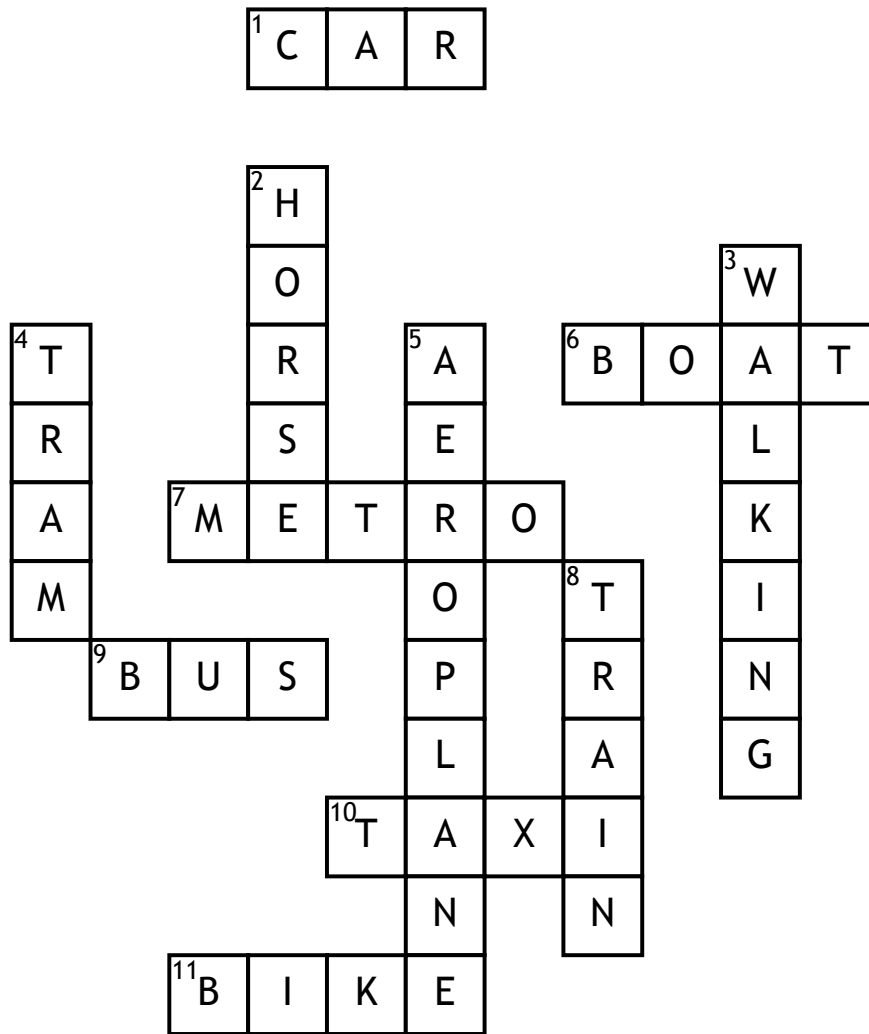 1 C A R
2 H
O 3 W
4 T R 5 A 6 B O A T
R S E L
A 7 M E T R O K
M O 8 T I
9 B U S P R N
L A G
10 T A X I
N N
11 B I K E